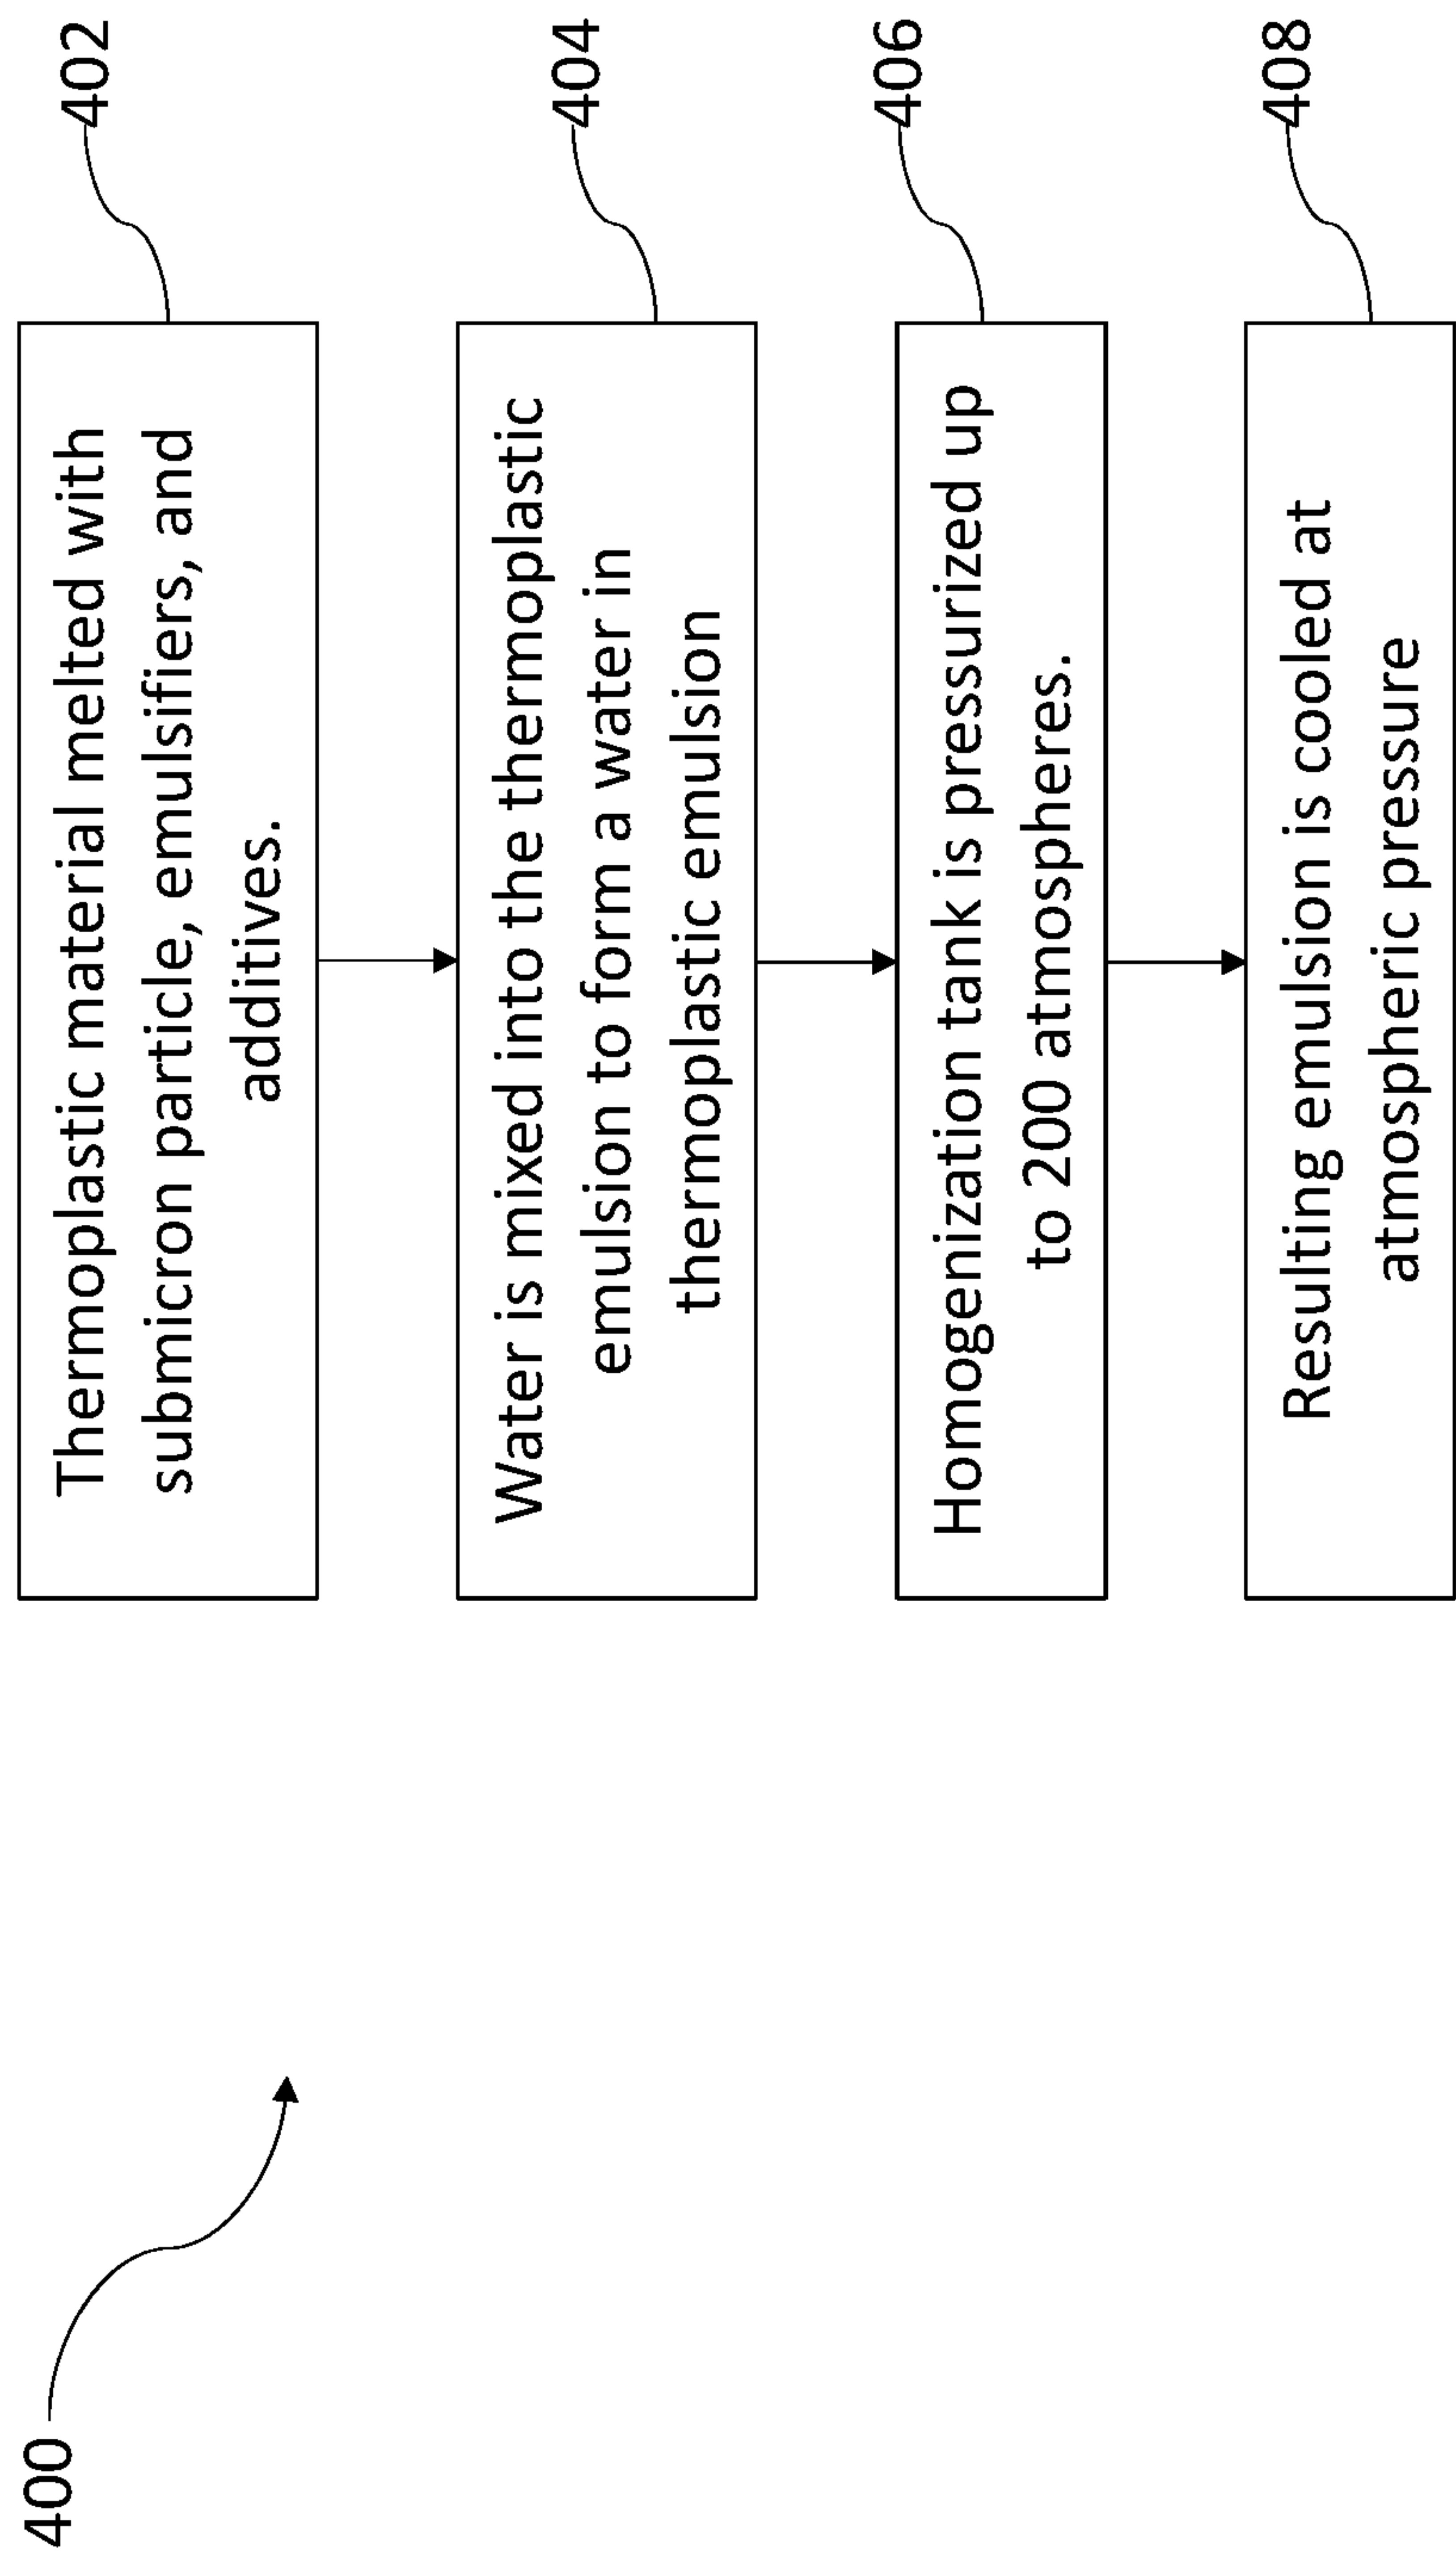 400
Thermoplastic material melted with
submicron particle, emulsifiers, and
additives.
402
Water is mixed into the thermoplastic
emulsion to form a water in
thermoplastic emulsion
404
Homogenization tank is pressurized up
to 200 atmospheres.
406
Resulting emulsion is cooled at
atmospheric pressure
408